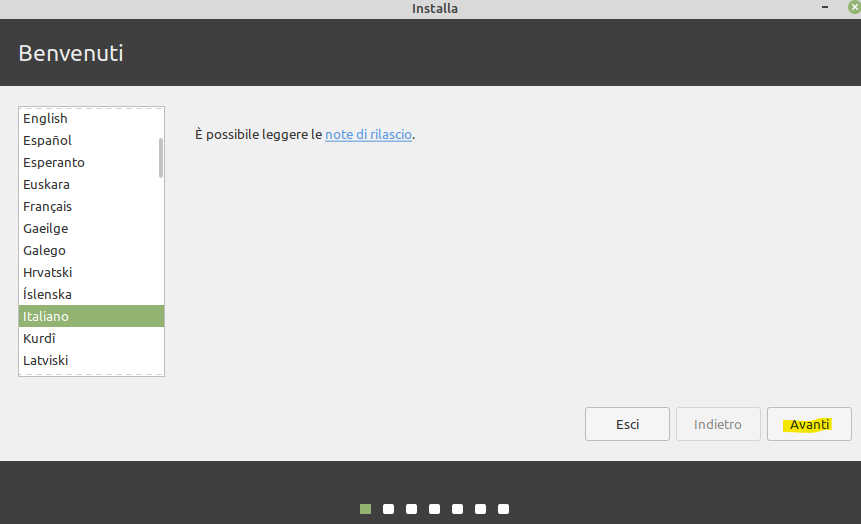 Installa
Benvenuti
English
Español
Esperanto
Euskara
Français
Gaeilge
Galego
Hrvatski
Íslenska
Italiano
Kurdî
Latviski
È possibile leggere le note di rilascio.
Esci
Indietro
Avanti